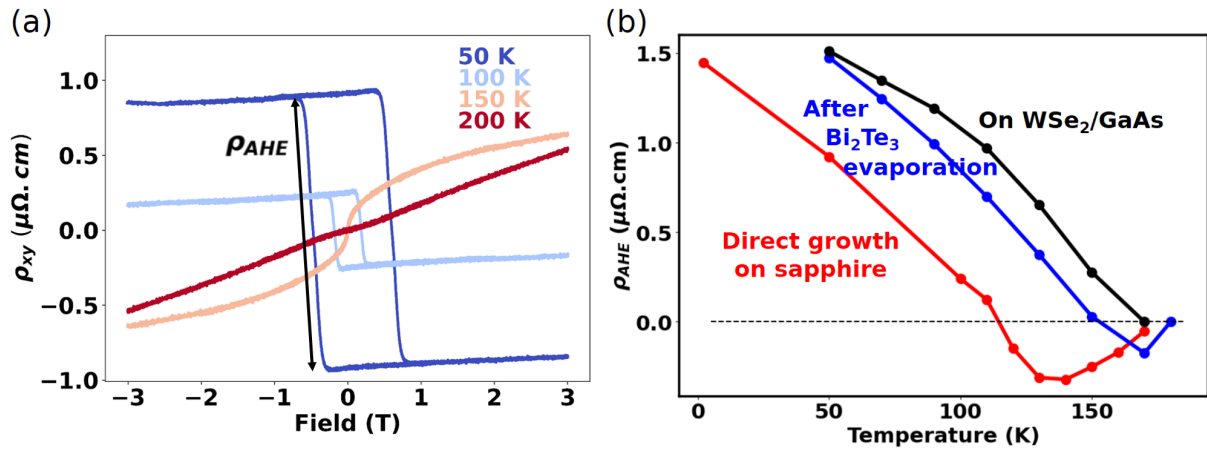 (a)
1.0
0.5
0.0
−0.5
−1.0
ρxy (μΩ.cm)
50 K
100 K
150 K
200 K
ρAHE
−3
−2
−1
0
1
2
3
Field (T)
(b)
1.5
1.0
0.5
0.0
ρAHE (μΩ.cm)
After
Bi₂Te₃
evaporation
On WSe₂/GaAs
Direct growth
on sapphire
0
50
100
150
Temperature (K)